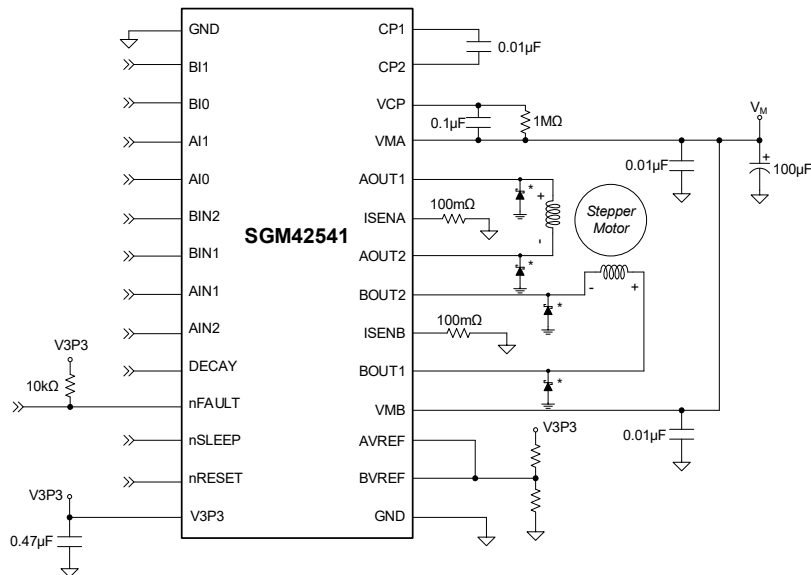 GND
BI1
BI0
AI1
AI0
BIN2
BIN1
AIN1
AIN2
DECAY
nFAULT
nSLEEP
nRESET
V3P3
V3P3
10kΩ
V3P3
0.47µF
SGM42541
CP1
CP2
VCP
VMA
AOUT1
ISENA
AOUT2
BOUT2
ISENB
BOUT1
VMB
AVREF
BVREF
GND
0.01µF
0.1µF
1MΩ
VM
0.01µF
+
100µF
*
+
100mΩ
Stepper
Motor
-
*
- +
*
100mΩ
*
V3P3
0.01µF